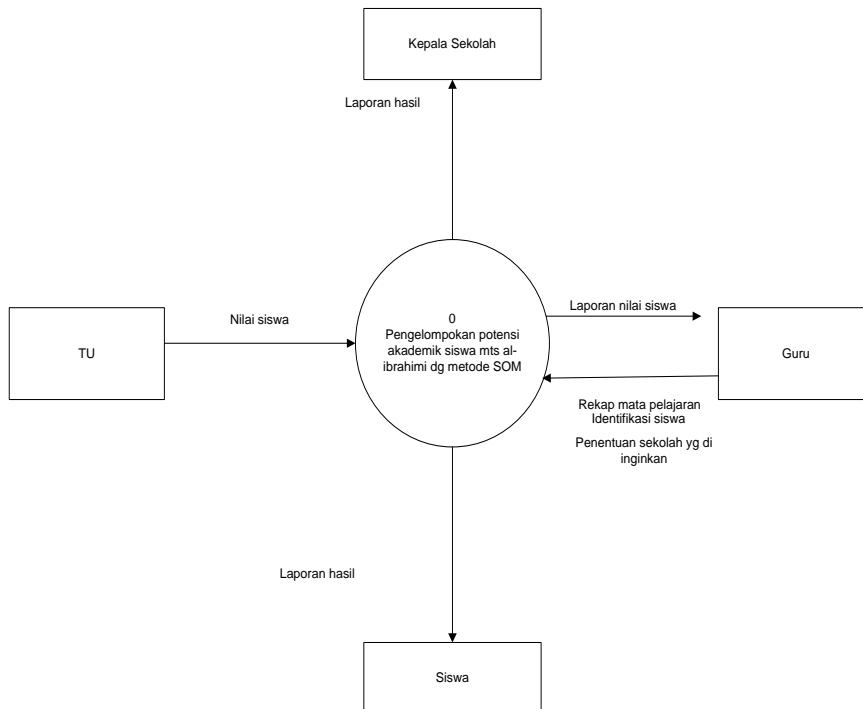 Kepala Sekolah
Laporan hasil
0
Pengelompokan potensi
akademik siswa mts al-
ibrahimi dg metode SOM
Nilai siswa
TU
Laporan nilai siswa
Guru
Rekap mata pelajaran
Identifikasi siswa
Penentuan sekolah yg di
inginkan
Laporan hasil
Siswa